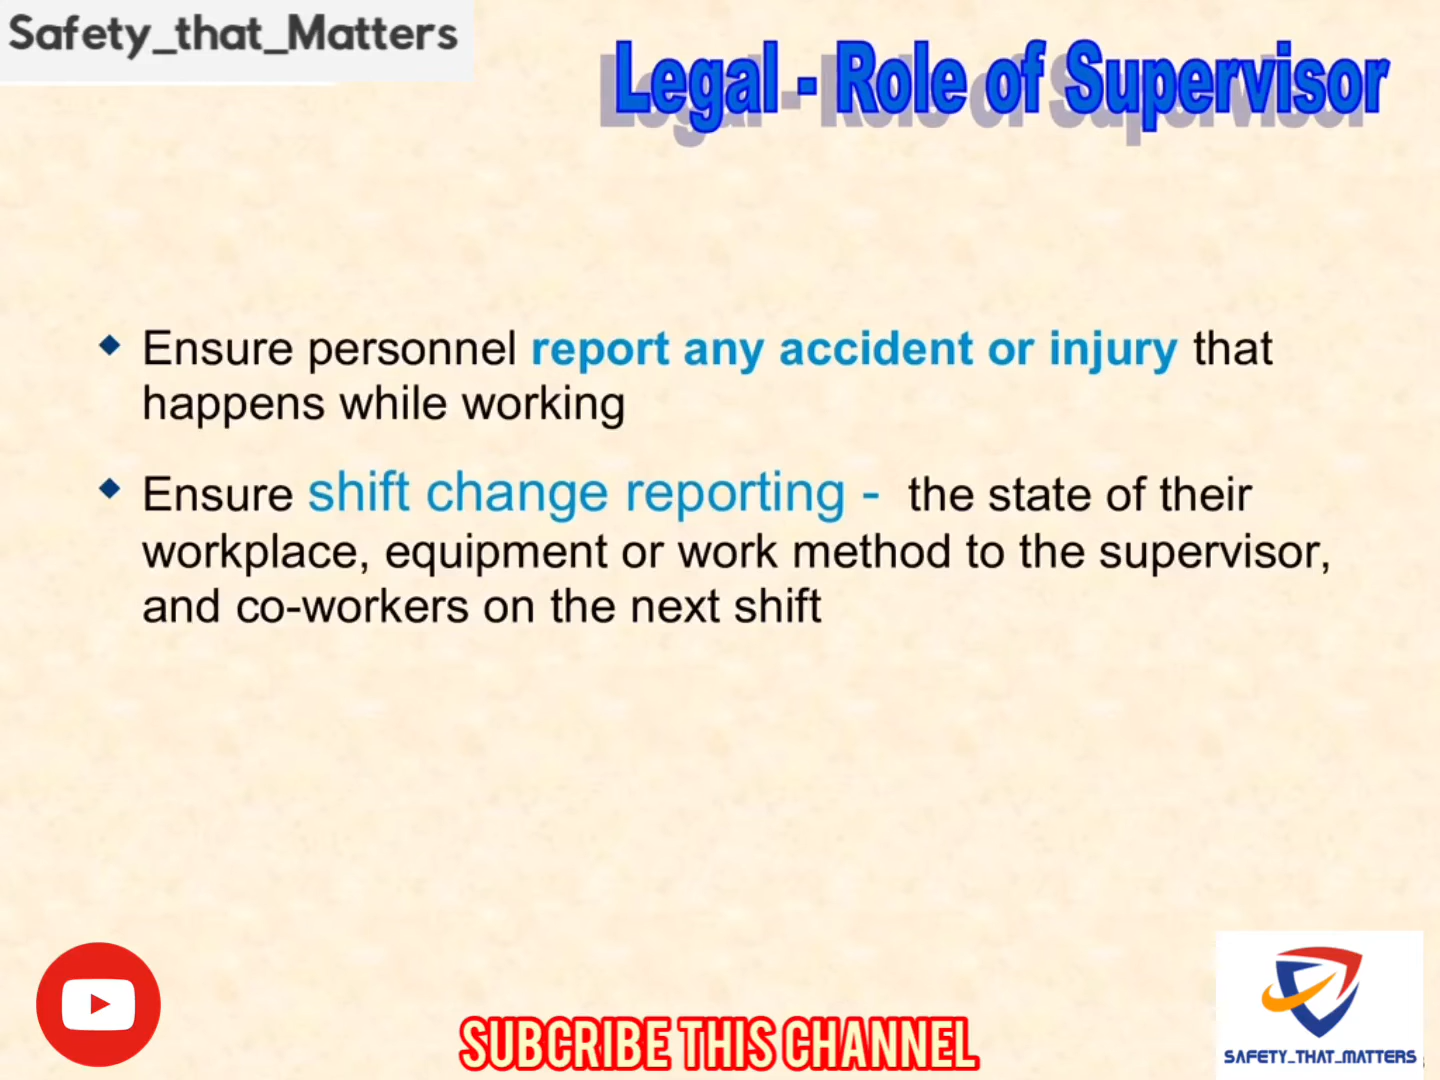 Safety_that_Matters
Legal - Role of Supervisor
Ensure personnel report any accident or injury that
happens while working
Ensure shift change reporting - the state of their
workplace, equipment or work method to the supervisor,
and co-workers on the next shift
SUBCRIBE THIS CHANNEL
SAFETY_THAT_MATTERS